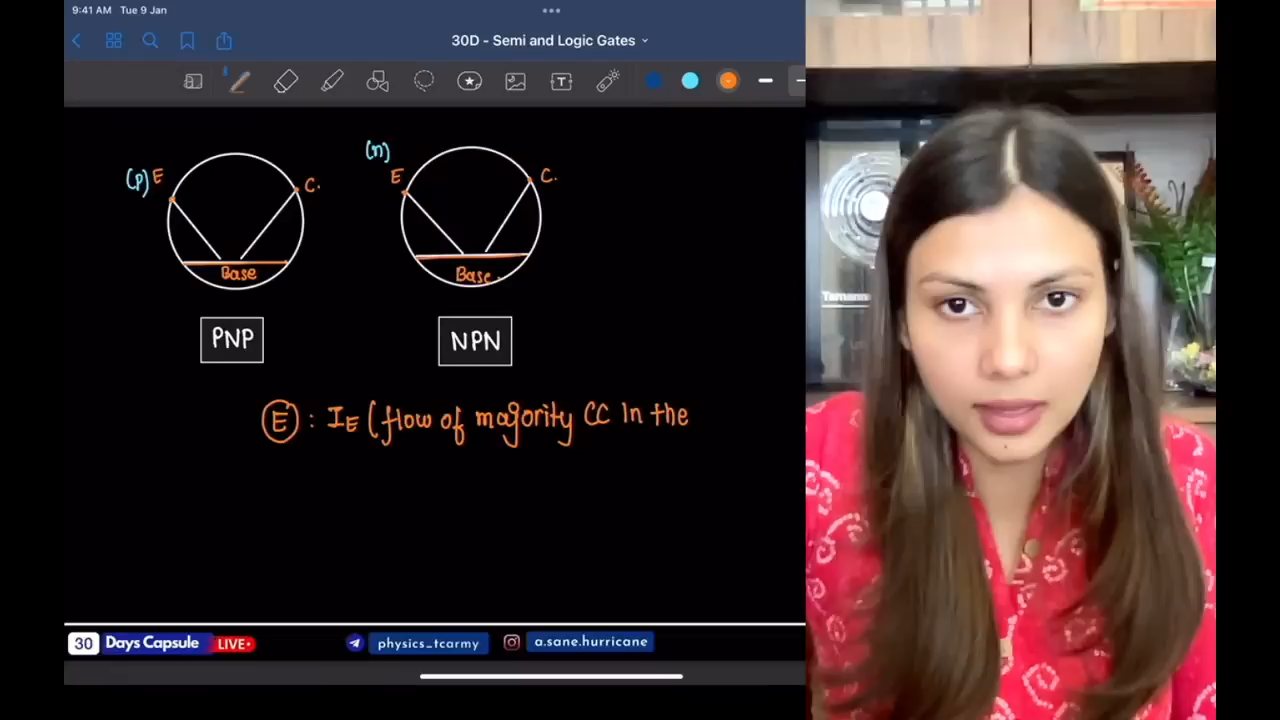 9:41 AM Tue 9 Jan
30D - Semi and Logic Gates
T
(p) E
C.
(n)
E
C.
Base
Base
PNP
NPN
E : IE (flow of majority CC in the
30 Days Capsule LIVE
physics_tcarmy
a.sane.hurricane